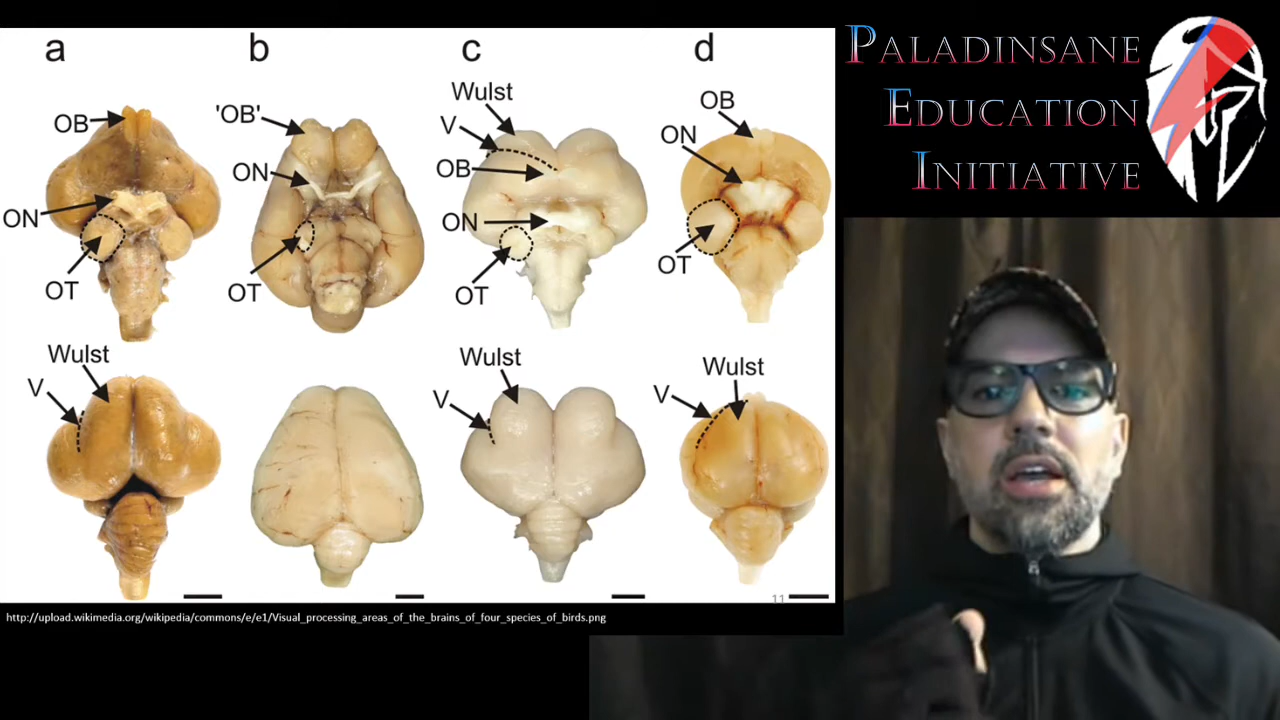 a
b
c
d
OB
ON
OT
'OB'
ON
OT
Wulst
V
OB
ON
OT
OB
ON
OT
Wulst
V
Wulst
V
Wulst
V
11
http://upload.wikimedia.org/wikipedia/commons/e/e1/Visual_processing_areas_of_the_brains_of_four_species_of_birds.png
PALADINSANE
EDUCATION
INITIATIVE